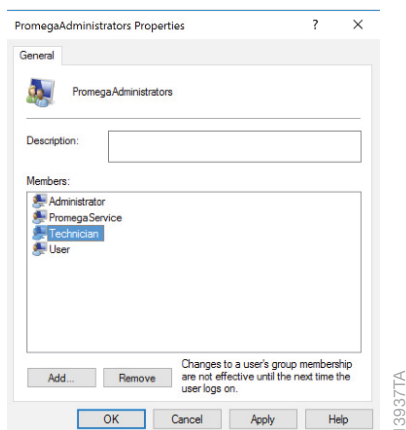 PromegaAdministrators Properties ? ×
General
PromegaAdministrators
Description:
Members:
Administrator
PromegaService
Technician
User
Add... Remove
Changes to a user's group membership
are not effective until the next time the
user logs on.
OK Cancel Apply Help
13937TA